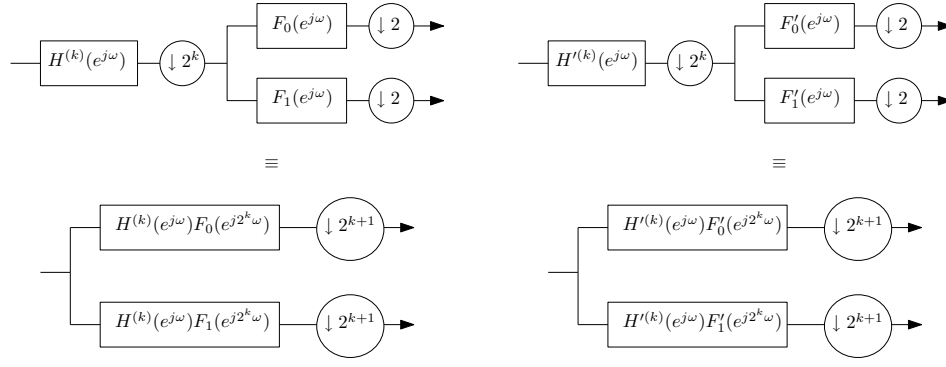 F_0(e^{jω}) ↓ 2
H^{(k)}(e^{jω}) ↓ 2^k
F_1(e^{jω}) ↓ 2
F'_0(e^{jω}) ↓ 2
H'^{(k)}(e^{jω}) ↓ 2^k
F'_1(e^{jω}) ↓ 2
≡ ≡
H^{(k)}(e^{jω})F_0(e^{j2^kω}) ↓ 2^{k+1}
H^{(k)}(e^{jω})F_1(e^{j2^kω}) ↓ 2^{k+1}
H'^{(k)}(e^{jω})F'_0(e^{j2^kω}) ↓ 2^{k+1}
H'^{(k)}(e^{jω})F'_1(e^{j2^kω}) ↓ 2^{k+1}